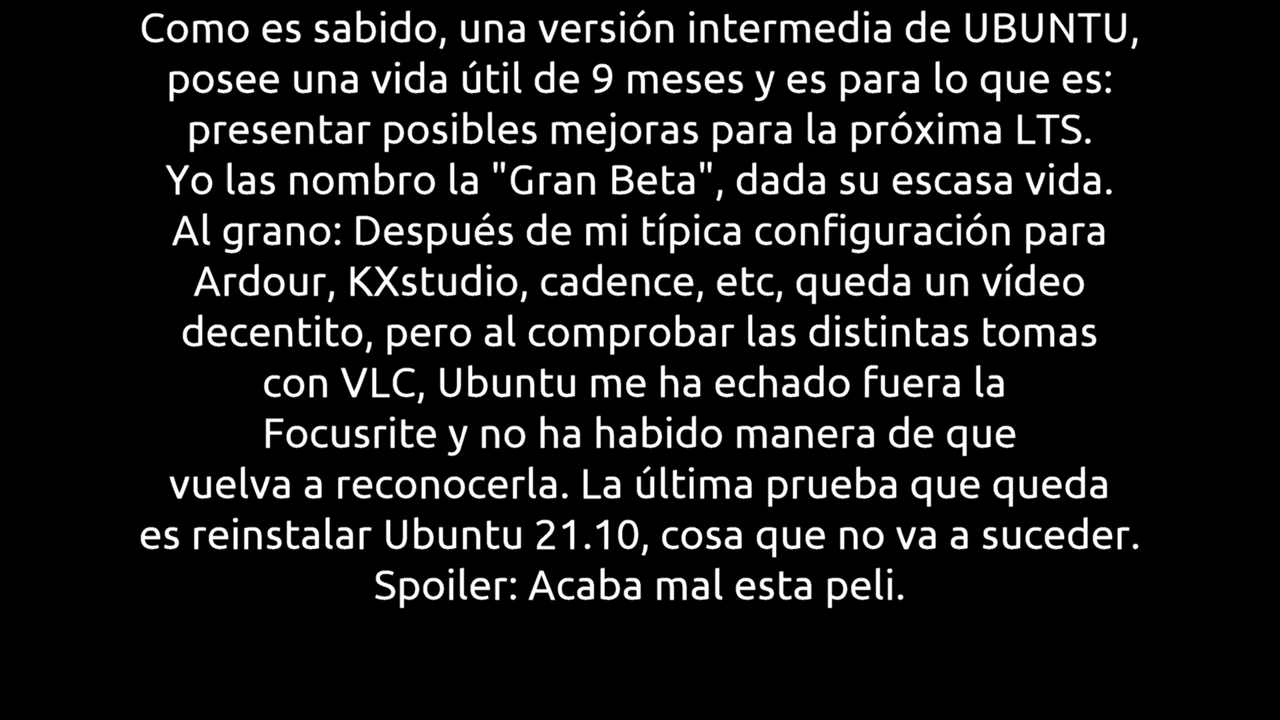 Como es sabido, una versión intermedia de UBUNTU,
posee una vida útil de 9 meses y es para lo que es:
presentar posibles mejoras para la próxima LTS.
Yo las nombro la "Gran Beta", dada su escasa vida.
Al grano: Después de mi típica configuración para
Ardour, KXstudio, cadence, etc, queda un vídeo
decentito, pero al comprobar las distintas tomas
con VLC, Ubuntu me ha echado fuera la
Focusrite y no ha habido manera de que
vuelva a reconocerla. La última prueba que queda
es reinstalar Ubuntu 21.10, cosa que no va a suceder.
Spoiler: Acaba mal esta peli.